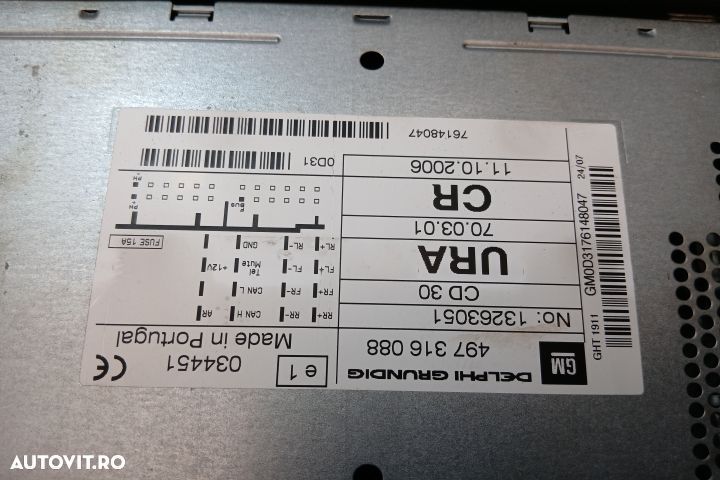 GM DELPHI GRUNDIG
497 316 088
No: 13263051
CD 30
URA
70.03.01
CR
11.10.2006
e 1
034451
Made in Portugal
CE
RR+ RR- CAN H AR
FR+ FR- CAN L
FL+ FL- Tel Mute +12V
RL+ RL- GND
FUSE 15A
0D31
76148047
GHT 1911 GM0D3176148047 24/07
AUTOVIT.RO